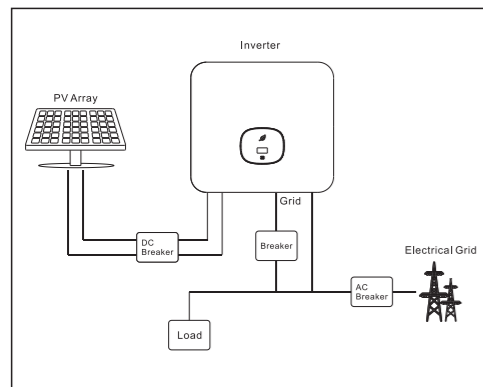 Inverter
PV Array
Grid
DC
Breaker
Breaker
Electrical Grid
AC
Breaker
Load